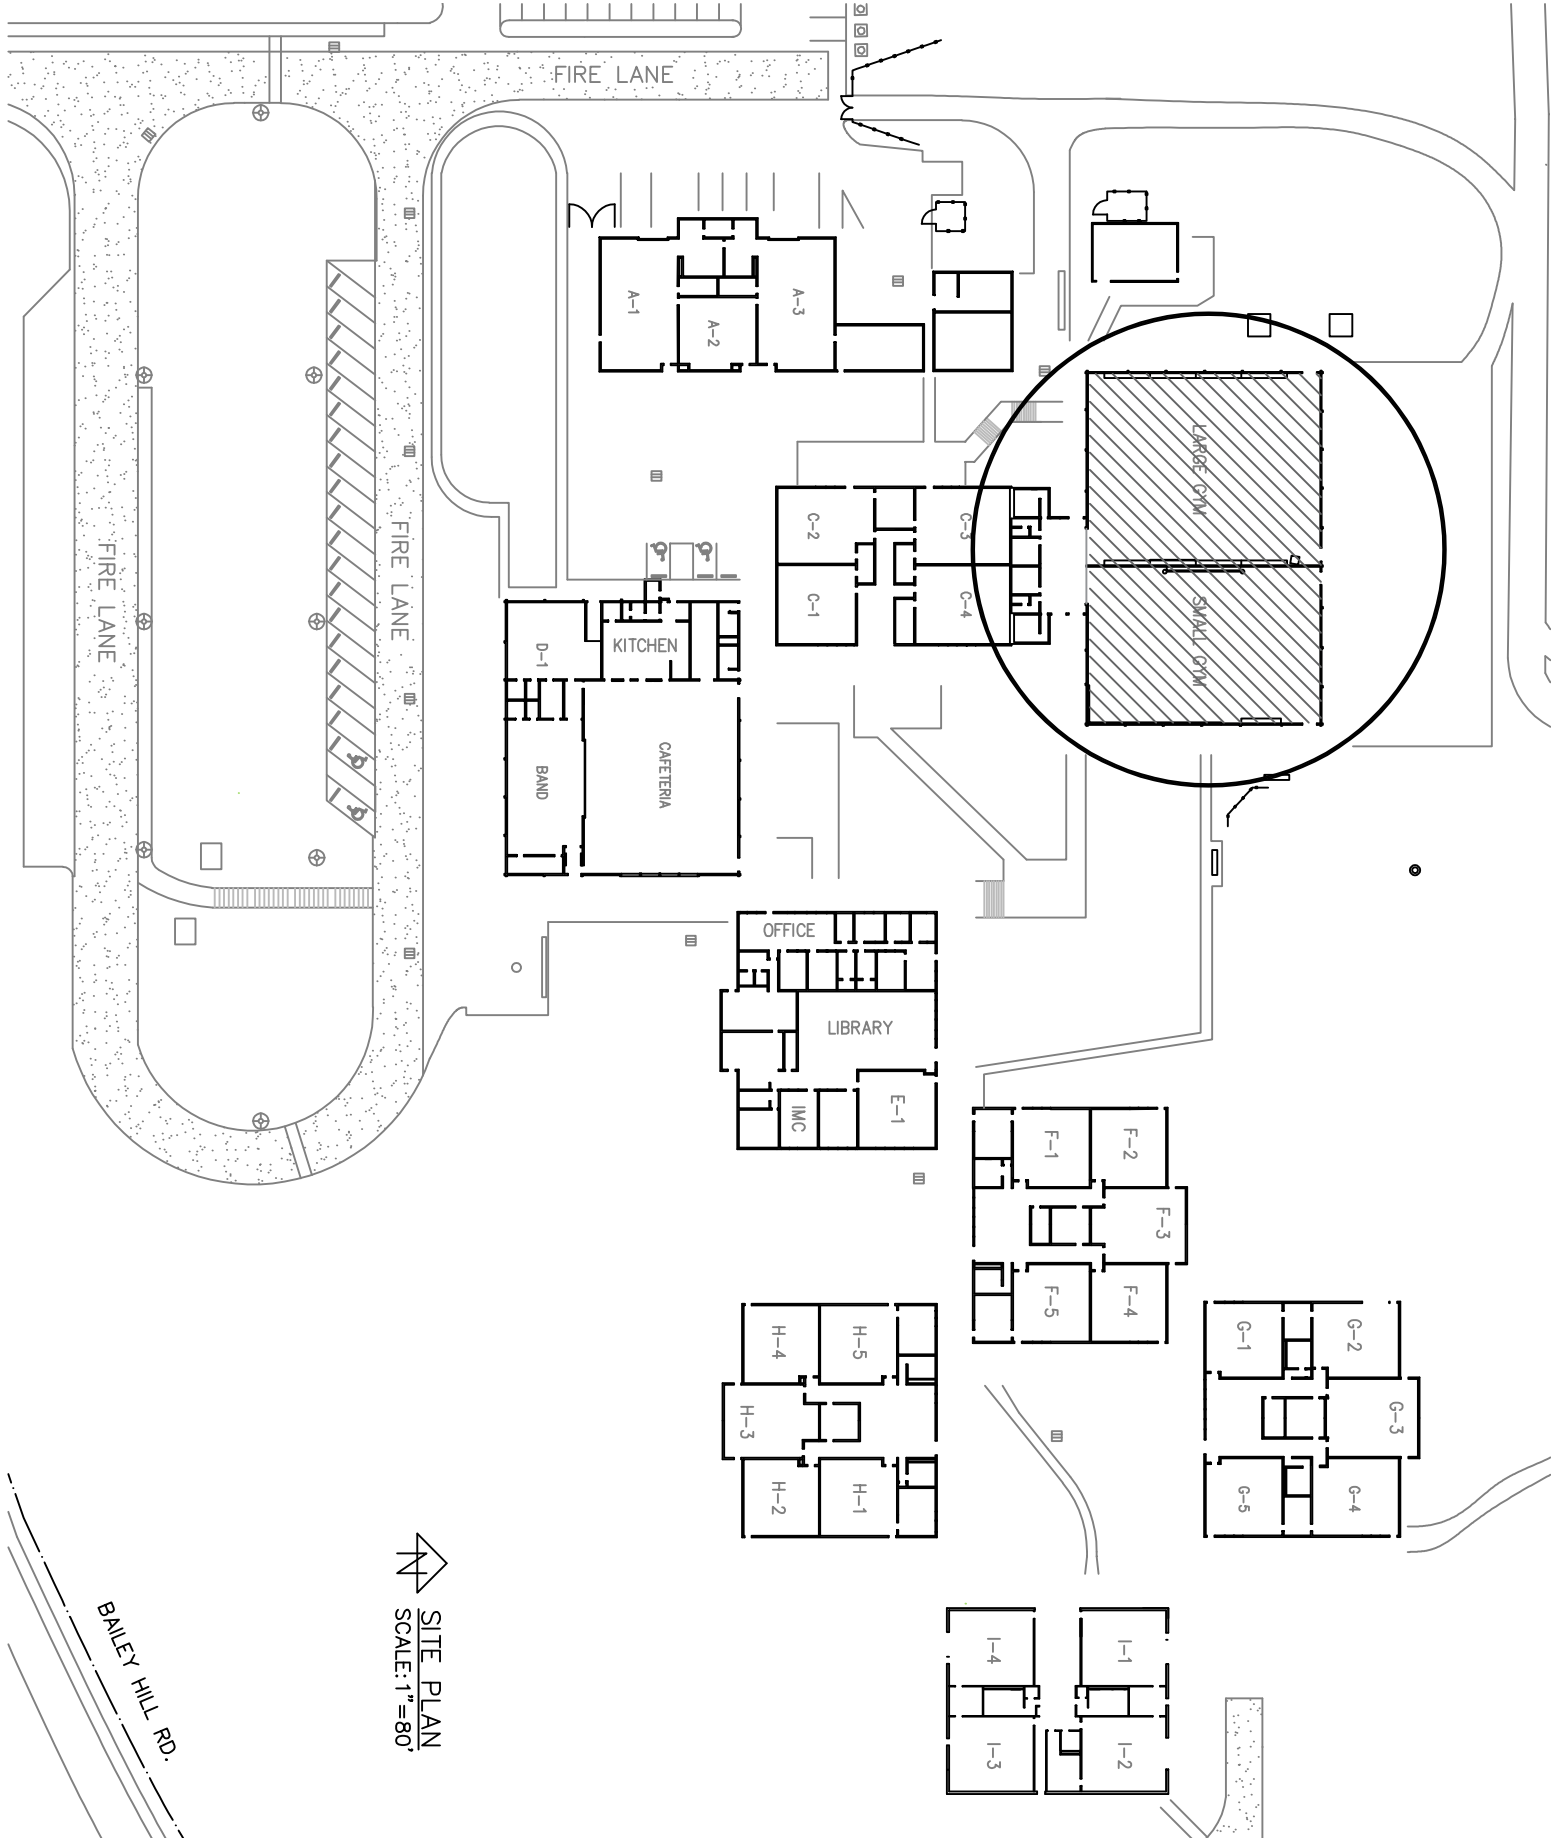 FIRE LANE
A-1
A-2
A-3
LARGE GYM
SMALL GYM
FIRE LANE
FIRE LANE
C-2
C-3
C-1
C-4
D-1
KITCHEN
BAND
CAFETERIA
OFFICE
LIBRARY
IMC
E-1
F-1
F-2
F-3
F-5
F-4
H-4
H-5
H-3
H-2
H-1
G-1
G-2
G-3
G-5
G-4
N
SITE PLAN
SCALE: 1"=80'
BAILEY HILL RD.
I-4
I-1
I-3
I-2